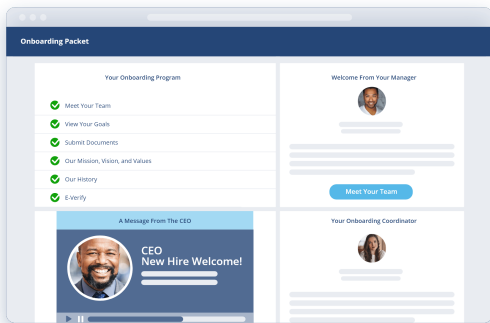 Onboarding Packet
Your Onboarding Program
Meet Your Team
View Your Goals
Submit Documents
Our Mission, Vision, and Values
Our History
E-Verify
Welcome From Your Manager
Meet Your Team
A Message From The CEO
CEO
New Hire Welcome!
Your Onboarding Coordinator